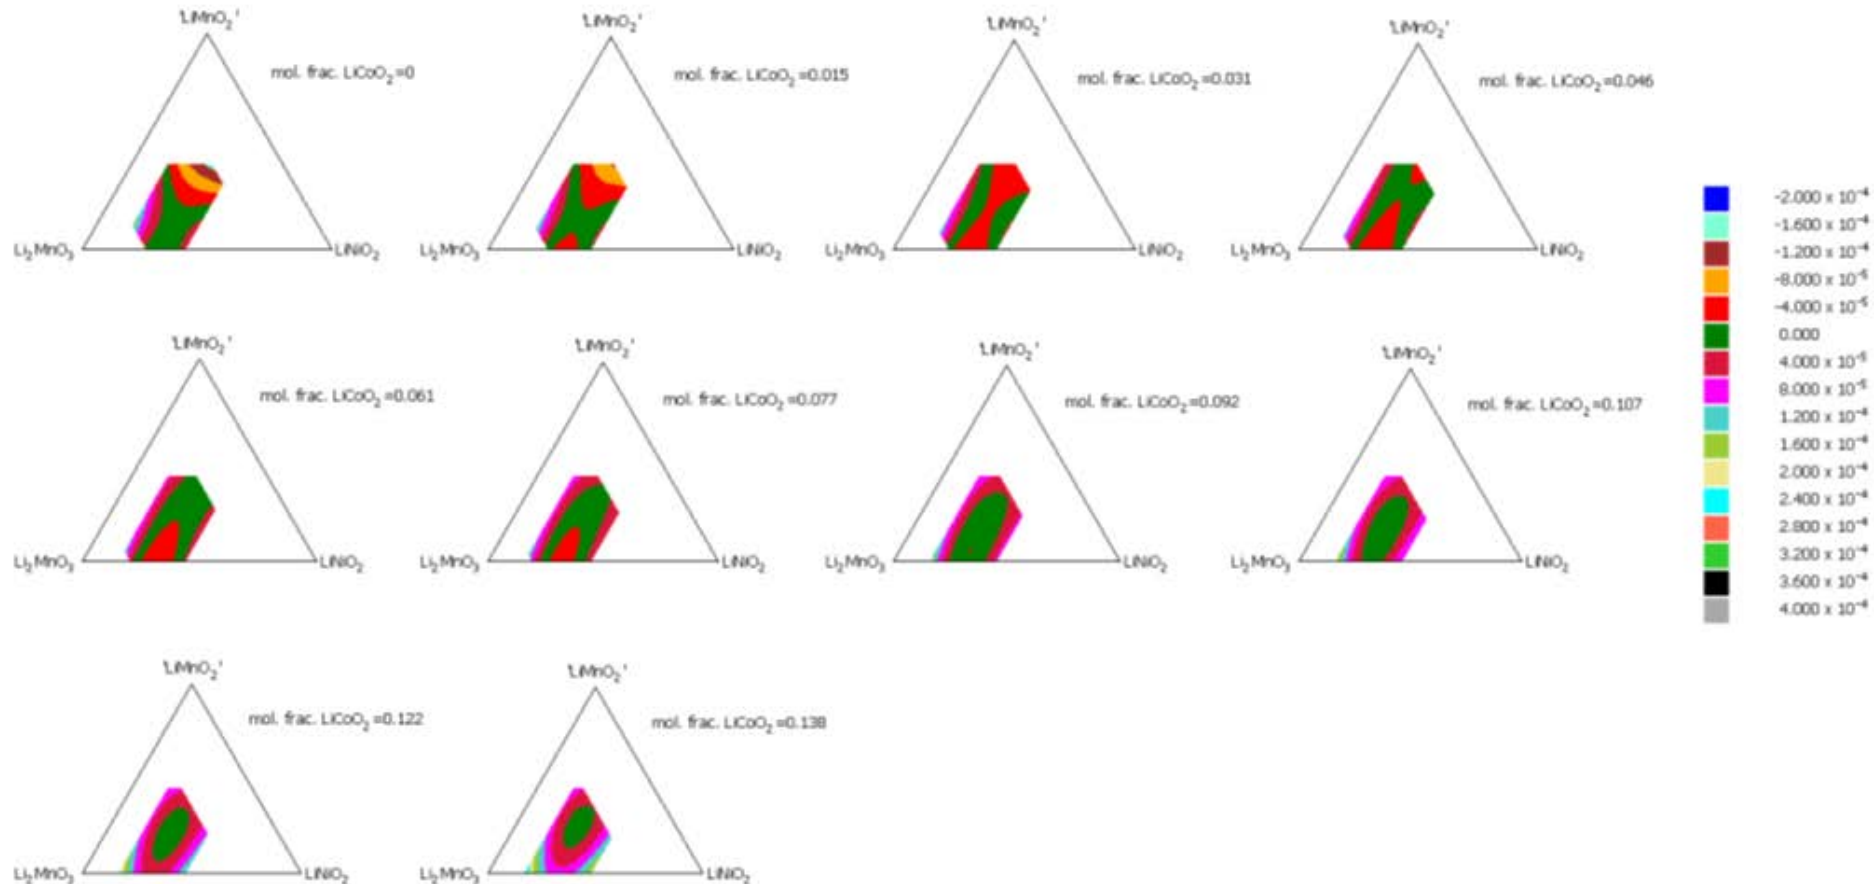 'LiMnO₂'
mol. frac. LiCoO₂=0
Li₂MnO₃
LiNiO₂
'LiMnO₂'
mol. frac. LiCoO₂=0.015
Li₂MnO₃
LiNiO₂
'LiMnO₂'
mol. frac. LiCoO₂=0.031
Li₂MnO₃
LiNiO₂
'LiMnO₂'
mol. frac. LiCoO₂=0.046
Li₂MnO₃
LiNiO₂
-2.000 x 10⁻⁴
-1.600 x 10⁻⁴
-1.200 x 10⁻⁴
-8.000 x 10⁻⁵
-4.000 x 10⁻⁵
0.000
4.000 x 10⁻⁵
8.000 x 10⁻⁵
1.200 x 10⁻⁴
1.600 x 10⁻⁴
2.000 x 10⁻⁴
2.400 x 10⁻⁴
2.800 x 10⁻⁴
3.200 x 10⁻⁴
3.600 x 10⁻⁴
4.000 x 10⁻⁴
'LiMnO₂'
mol. frac. LiCoO₂=0.061
Li₂MnO₃
LiNiO₂
'LiMnO₂'
mol. frac. LiCoO₂=0.077
Li₂MnO₃
LiNiO₂
'LiMnO₂'
mol. frac. LiCoO₂=0.092
Li₂MnO₃
LiNiO₂
'LiMnO₂'
mol. frac. LiCoO₂=0.107
Li₂MnO₃
LiNiO₂
'LiMnO₂'
mol. frac. LiCoO₂=0.122
Li₂MnO₃
LiNiO₂
'LiMnO₂'
mol. frac. LiCoO₂=0.138
Li₂MnO₃
LiNiO₂